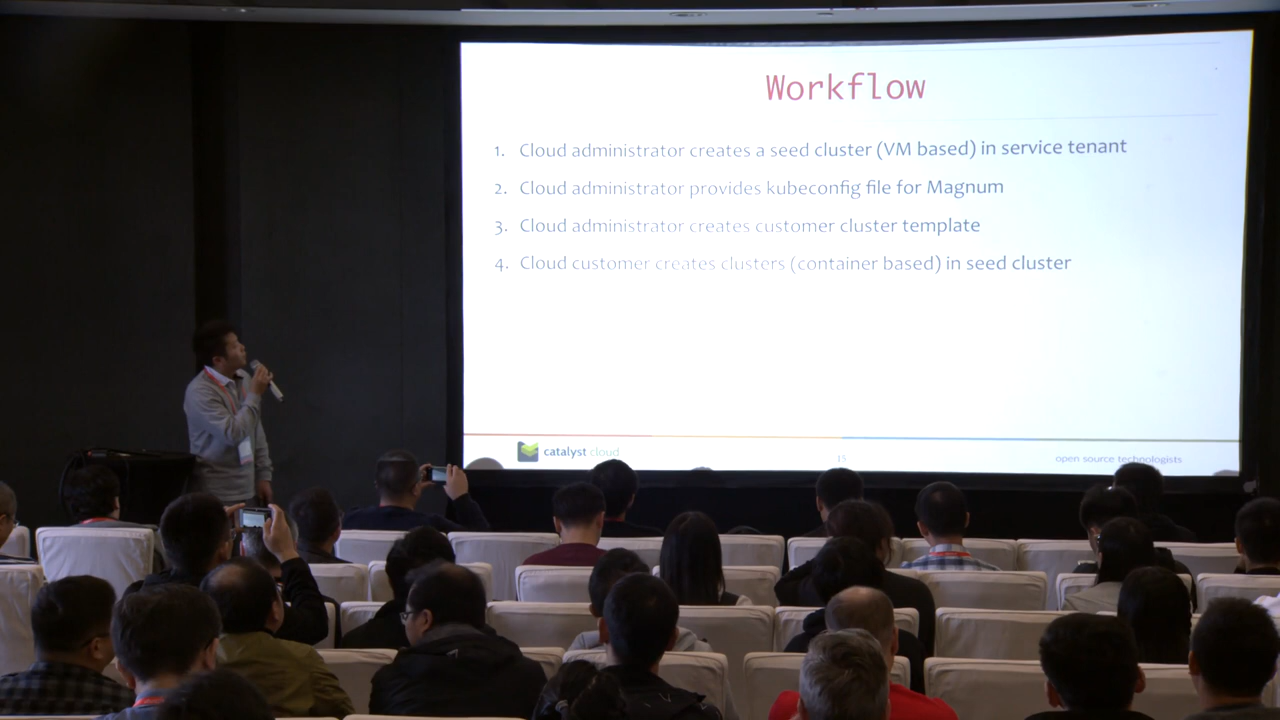 Workflow
1. Cloud administrator creates a seed cluster (VM based) in service tenant
2. Cloud administrator provides kubeconfig file for Magnum
3. Cloud administrator creates customer cluster template
4. Cloud customer creates clusters (container based) in seed cluster
catalyst cloud
15
open source technologists